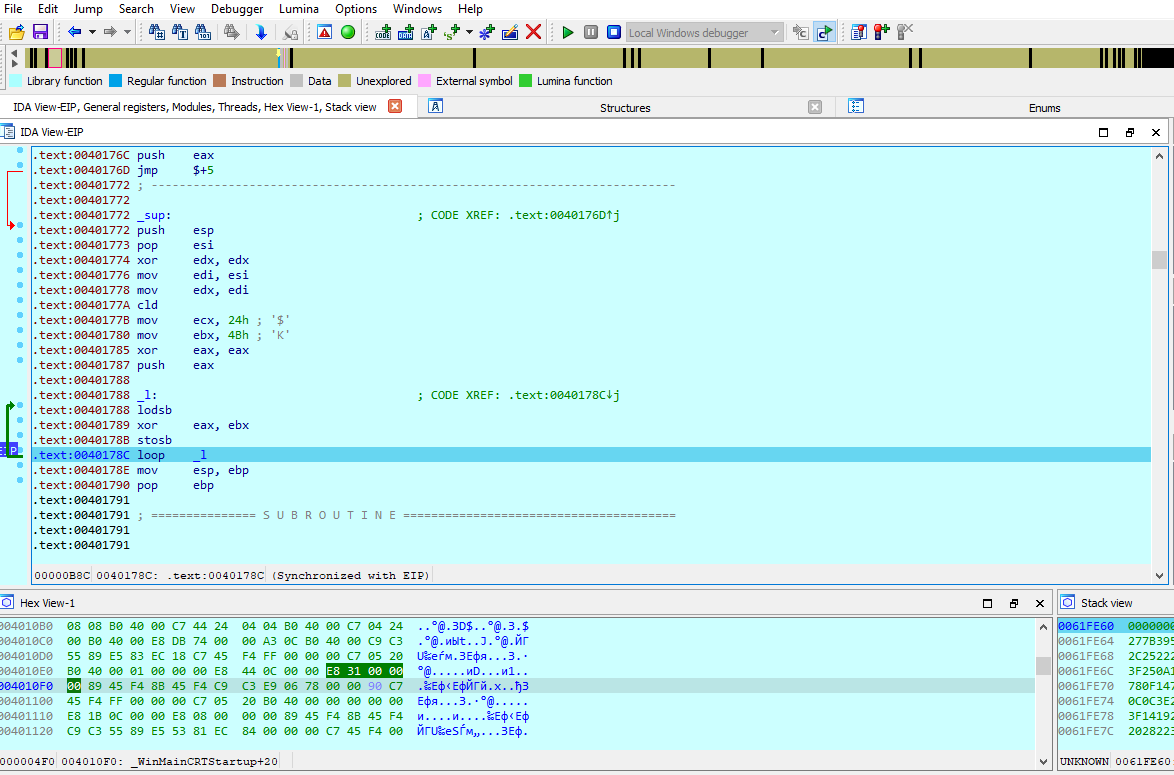 File Edit Jump Search View Debugger Lumina Options Windows Help
Local Windows debugger
Library function Regular function Instruction Data Unexplored External symbol Lumina function
IDA View-EIP, General registers, Modules, Threads, Hex View-1, Stack view Structures Enums
IDA View-EIP
.text:0040176C push eax
.text:0040176D jmp $+5
.text:00401772 ; ---------------------------------------------------------------------------
.text:00401772
.text:00401772 _sup: ; CODE XREF: .text:0040176D↑j
.text:00401772 push esp
.text:00401773 pop esi
.text:00401774 xor edx, edx
.text:00401776 mov edi, esi
.text:00401778 mov edx, edi
.text:0040177A cld
.text:0040177B mov ecx, 24h ; '$'
.text:00401780 mov ebx, 4Bh ; 'K'
.text:00401785 xor eax, eax
.text:00401787 push eax
.text:00401788
.text:00401788 _l: ; CODE XREF: .text:0040178C↓j
.text:00401788 lodsb
.text:00401789 xor eax, ebx
.text:0040178B stosb
.text:0040178C loop _l
.text:0040178E mov esp, ebp
.text:00401790 pop ebp
.text:00401791
.text:00401791 ; =============== S U B R O U T I N E =======================================
.text:00401791
.text:00401791
00000B8C 0040178C: .text:0040178C (Synchronized with EIP)
Hex View-1 Stack view
004010B0 08 08 B0 40 00 C7 44 24 04 04 B0 40 00 C7 04 24 ..°@.ЗD$..°@.З.$
004010C0 00 B0 40 00 E8 DB 74 00 00 A3 0C B0 40 00 C9 C3 .°@.иЫt..Ј.°@.ЙГ
004010D0 55 89 E5 83 EC 18 C7 45 F4 FF 00 00 00 C7 05 20 U‰еѓм.ЗEфя...З.·
004010E0 B0 40 00 01 00 00 00 E8 44 0C 00 00 E8 31 00 00 °@.....иD...и1..
004010F0 00 89 45 F4 8B 45 F4 C9 C3 E9 06 78 00 00 90 C7 .‰Eф‹EфЙГй.x..ђЗ
00401100 45 F4 FF 00 00 00 C7 05 20 B0 40 00 00 00 00 00 Eфя...З.·°@.....
00401110 E8 1B 0C 00 00 E8 08 00 00 00 89 45 F4 8B 45 F4 и....и....‰Eф‹Eф
00401120 C9 C3 55 89 E5 53 81 EC 84 00 00 00 C7 45 F4 00 ЙГU‰еSЃм„...ЗEф.
0061FE60 0000000
0061FE64 277B395
0061FE68 2C25222
0061FE6C 3F250A1
0061FE70 780F147
0061FE74 0C0C3E2
0061FE78 3F14192
0061FE7C 2028223
000004F0 004010F0: _WinMainCRTStartup+20
UNKNOWN 0061FE60